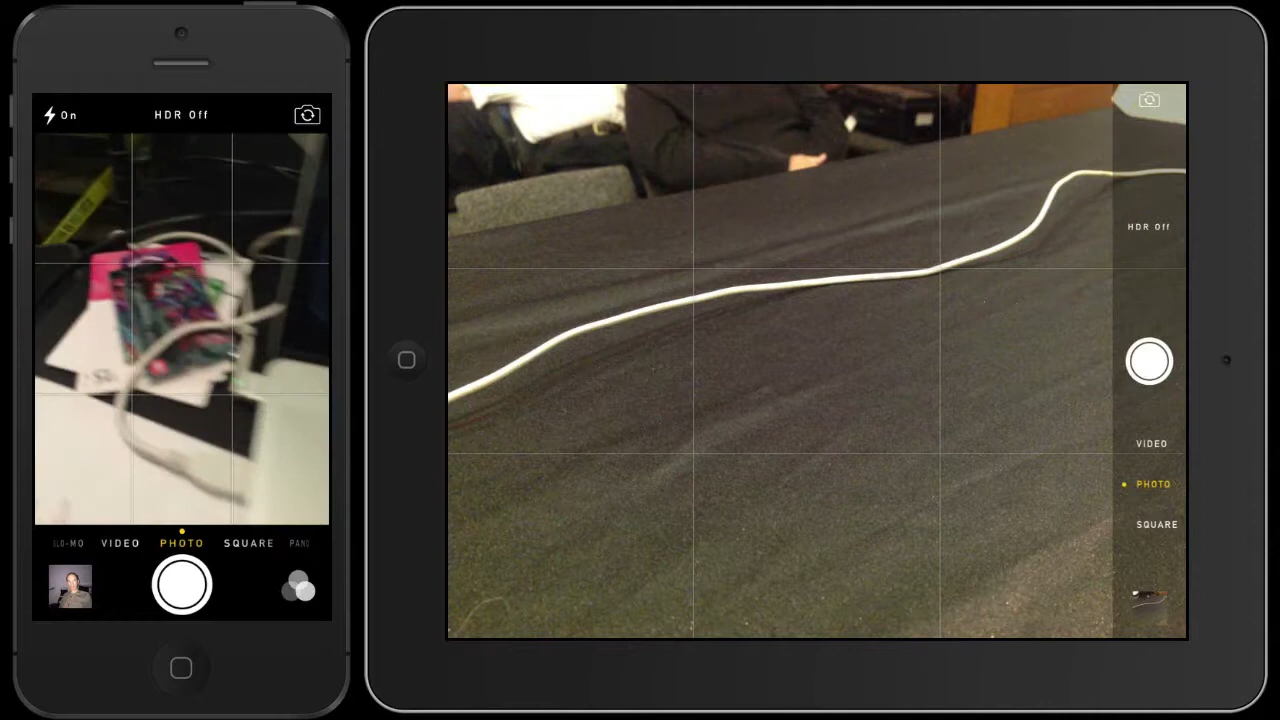 On
HDR Off
SLO-MO VIDEO PHOTO SQUARE PANO
HDR Off
VIDEO
PHOTO
SQUARE